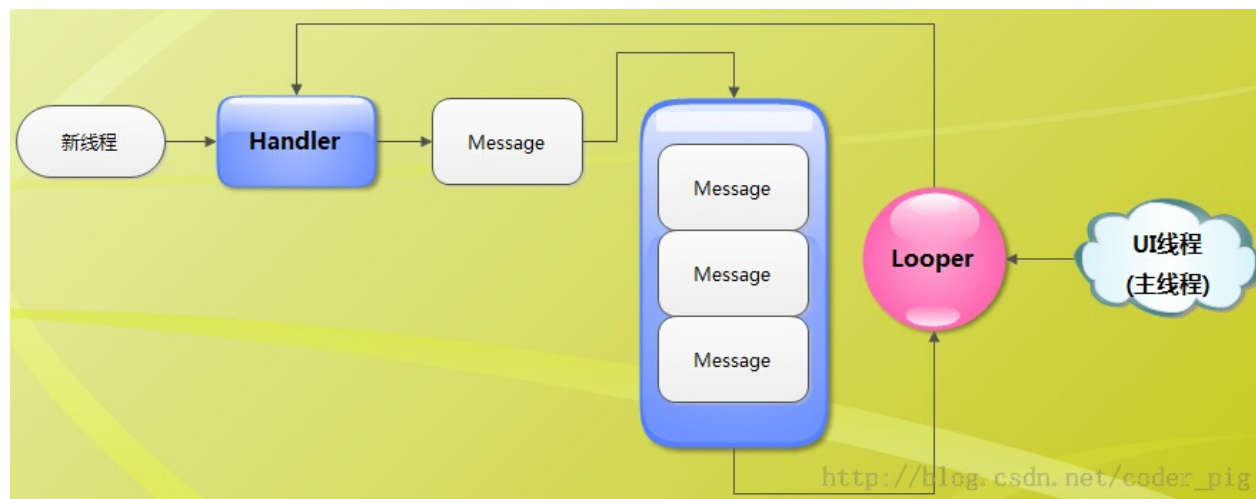 新线程
Handler
Message
Message
Message
Message
Looper
UI线程
(主线程)
http://blog.csdn.net/coder_pig